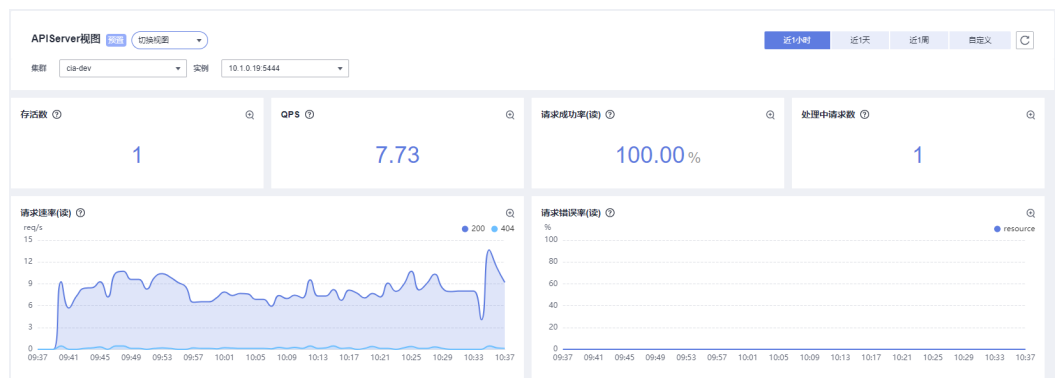 APIServer视图 预置 切换视图 近1小时 近1天 近1周 自定义
集群 cia-dev 实例 10.1.0.19:5444
存活数 QPS 请求成功率(读) 处理中请求数
1 7.73 100.00 % 1
请求速率(读) 请求错误率(读)
req/s 200 404 % resource
15 100
12 80
9 60
6 40
3 20
0 0
09:37 09:41 09:45 09:49 09:53 09:57 10:01 10:05 10:09 10:13 10:17 10:21 10:25 10:29 10:33 10:37 09:37 09:41 09:45 09:49 09:53 09:57 10:01 10:05 10:09 10:13 10:17 10:21 10:25 10:29 10:33 10:37